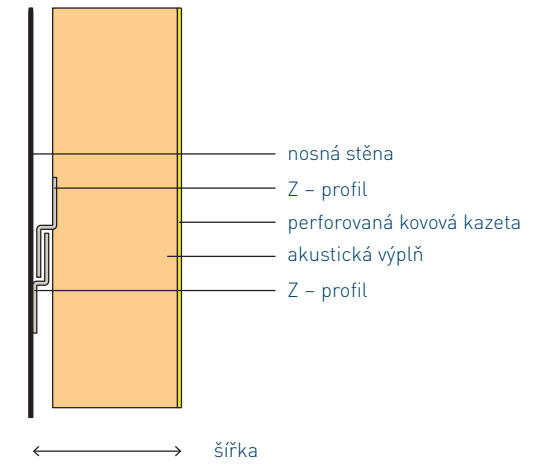 nosná stěna
Z – profil
perforovaná kovová kazeta
akustická výplň
Z – profil
šířka